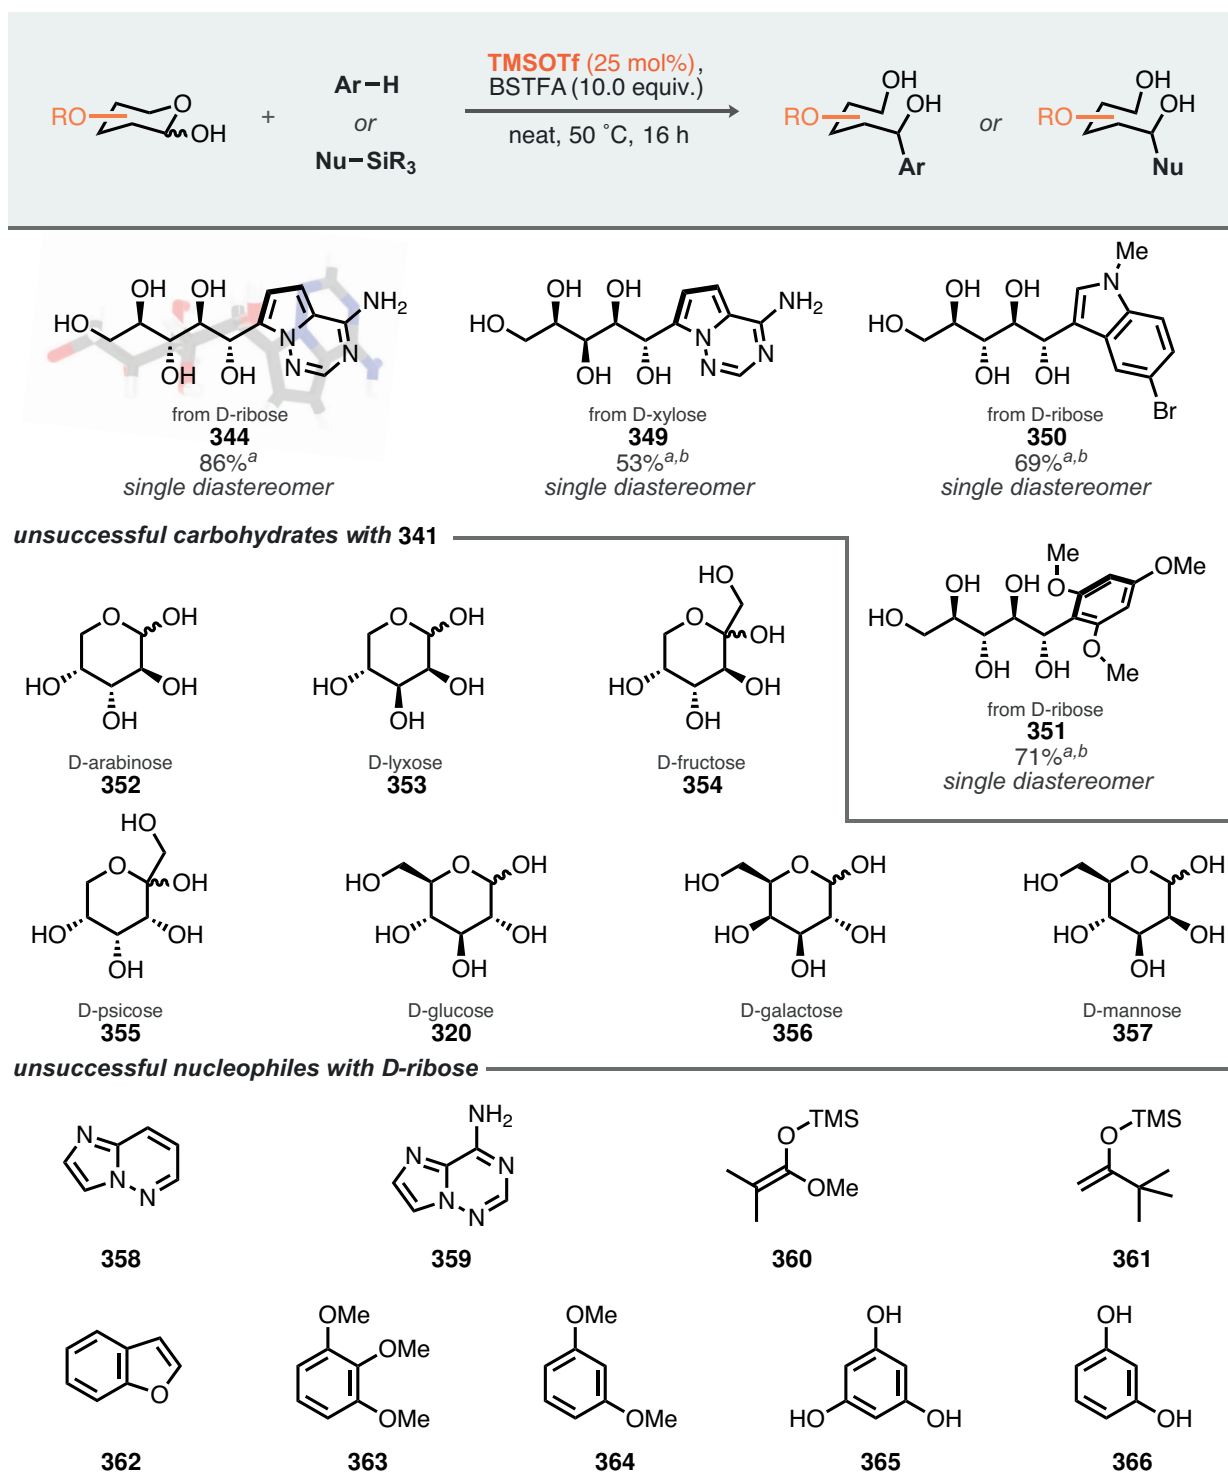 RO
O
OH
+
Ar–H
or
Nu–SiR3
TMSOTf (25 mol%),
BSTFA (10.0 equiv.)
neat, 50 °C, 16 h
RO
OH
OH
Ar
or
RO
OH
OH
Nu
HO
OH
OH
OH
OH
N
N
N
NH2
from D-ribose
344
86%a
single diastereomer
HO
OH
OH
OH
OH
N
N
N
NH2
from D-xylose
349
53%a,b
single diastereomer
HO
OH
OH
OH
OH
Me
N
Br
from D-ribose
350
69%a,b
single diastereomer
unsuccessful carbohydrates with 341
O
OH
HO
OH
OH
D-arabinose
352
O
OH
HO
OH
OH
D-lyxose
353
HO
O
OH
HO
OH
OH
D-fructose
354
HO
OH
OH
OH
OH
Me
O
OMe
O
Me
from D-ribose
351
71%a,b
single diastereomer
HO
O
OH
HO
OH
OH
D-psicose
355
HO
O
OH
HO
OH
OH
D-glucose
320
HO
O
OH
HO
OH
OH
D-galactose
356
HO
O
OH
HO
OH
OH
D-mannose
357
unsuccessful nucleophiles with D-ribose
N
N
N
358
NH2
N
N
N
N
359
O
TMS
OMe
360
O
TMS
361
O
362
OMe
OMe
OMe
363
OMe
OMe
364
OH
HO
OH
365
OH
OH
366